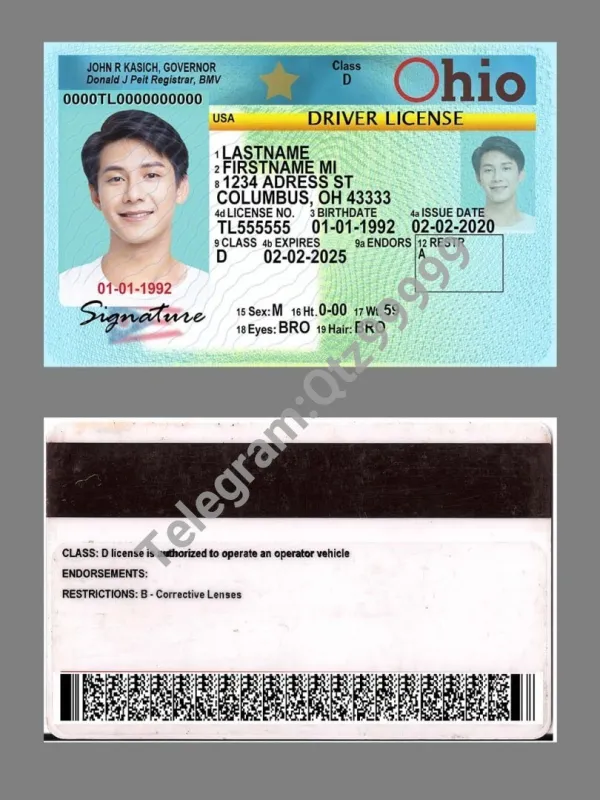 JOHN R KASICH, GOVERNOR
Donald J Peit Registrar, BMV
Class
D
Ohio
0000TL0000000000
USA
DRIVER LICENSE
1 LASTNAME
2 FIRSTNAME MI
8 1234 ADRESS ST
COLUMBUS, OH 43333
4d LICENSE NO. 3 BIRTHDATE 4a ISSUE DATE
TL555555 01-01-1992 02-02-2020
9 CLASS 4b EXPIRES 9a ENDORS 12 RESTR
D 02-02-2025 A
01-01-1992
Signature
15 Sex: M 16 Ht. 0-00 17 Wt. 59
18 Eyes: BRO 19 Hair: BRO
Telegram:Qtz99999
CLASS: D license is authorized to operate an operator vehicle
ENDORSEMENTS:
RESTRICTIONS: B - Corrective Lenses